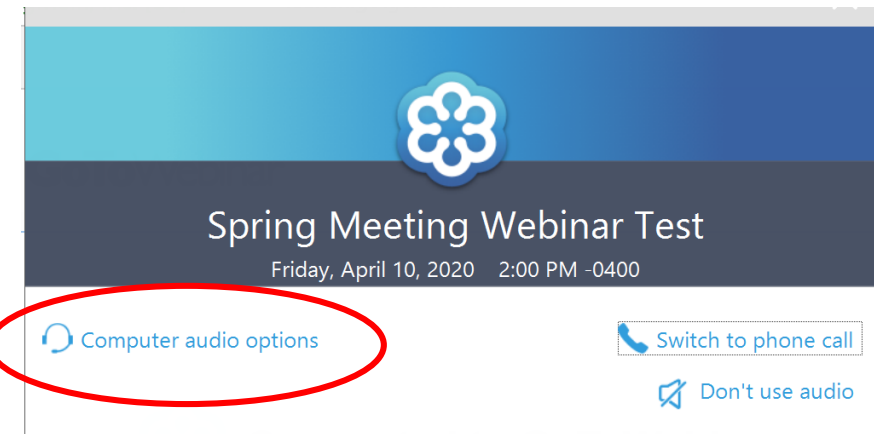 Spring Meeting Webinar Test
Friday, April 10, 2020 2:00 PM -0400
Computer audio options
Switch to phone call
Don't use audio